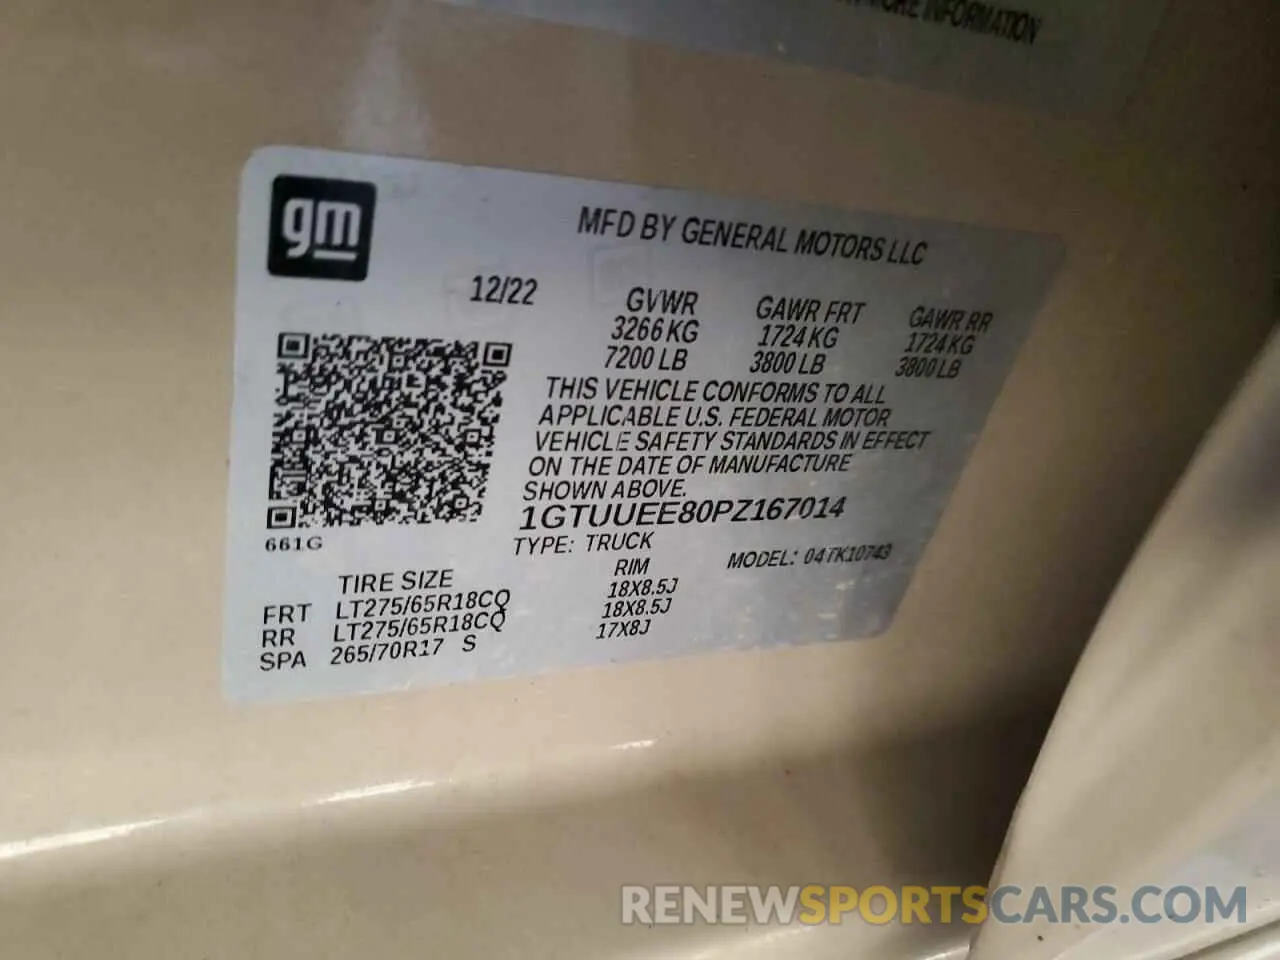 MORE INFORMATION
gm
MFD BY GENERAL MOTORS LLC
12/22
GVWR GAWR FRT GAWR RR
3266 KG 1724 KG 1724 KG
7200 LB 3800 LB 3800 LB
THIS VEHICLE CONFORMS TO ALL
APPLICABLE U.S. FEDERAL MOTOR
VEHICLE SAFETY STANDARDS IN EFFECT
ON THE DATE OF MANUFACTURE
SHOWN ABOVE.
1GTUUEE80PZ167014
661G
TYPE: TRUCK MODEL: 04TK10743
TIRE SIZE RIM
FRT LT275/65R18CQ 18X8.5J
RR LT275/65R18CQ 18X8.5J
SPA 265/70R17 S 17X8J
RENEWSPORTSCARS.COM